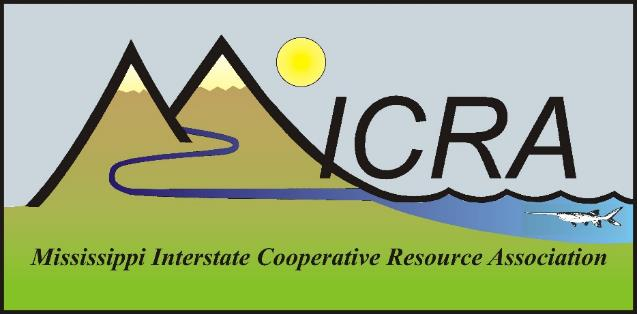 MICRA
Mississippi Interstate Cooperative Resource Association